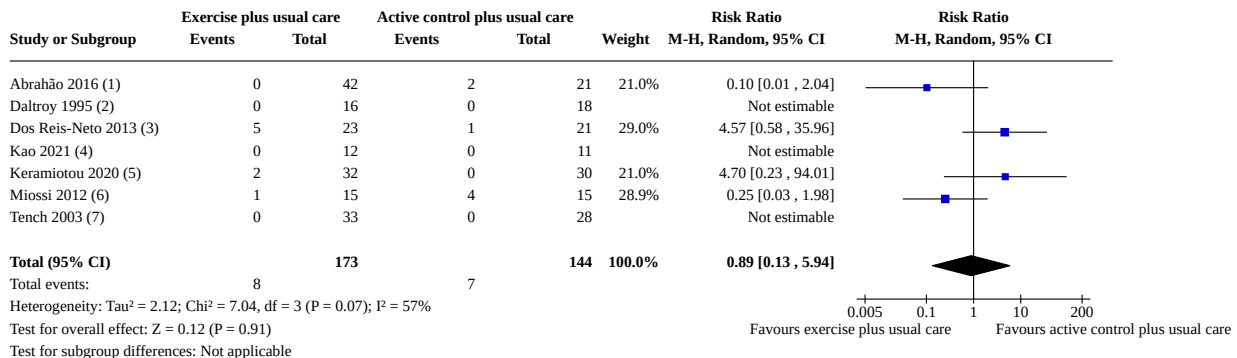 Exercise plus usual care Active control plus usual care Risk Ratio Risk Ratio
Study or Subgroup Events Total Events Total Weight M-H, Random, 95% CI M-H, Random, 95% CI
Abrahão 2016 (1) 0 42 2 21 21.0% 0.10 [0.01 , 2.04]
Daltroy 1995 (2) 0 16 0 18 Not estimable
Dos Reis-Neto 2013 (3) 5 23 1 21 29.0% 4.57 [0.58 , 35.96]
Kao 2021 (4) 0 12 0 11 Not estimable
Keramiotou 2020 (5) 2 32 0 30 21.0% 4.70 [0.23 , 94.01]
Miossi 2012 (6) 1 15 4 15 28.9% 0.25 [0.03 , 1.98]
Tench 2003 (7) 0 33 0 28 Not estimable
Total (95% CI) 173 144 100.0% 0.89 [0.13 , 5.94]
Total events: 8 7
Heterogeneity: Tau² = 2.12; Chi² = 7.04, df = 3 (P = 0.07); I² = 57%
0.005 0.1 1 10 200
Test for overall effect: Z = 0.12 (P = 0.91) Favours exercise plus usual care Favours active control plus usual care
Test for subgroup differences: Not applicable